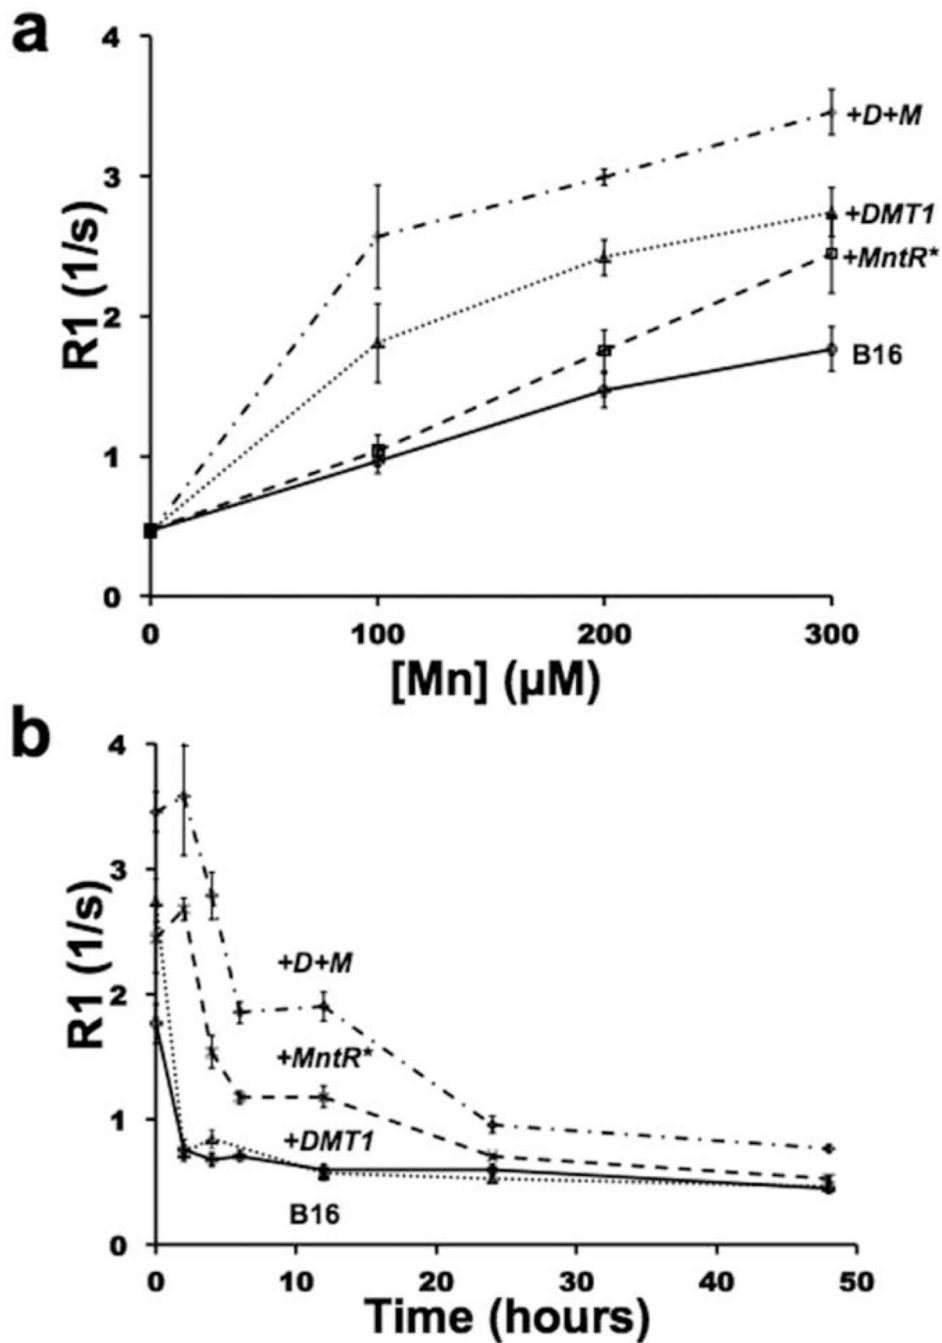 a
4
3
2
1
0
R1 (1/s)
+D+M
+DMT1
+MntR*
B16
0 100 200 300
[Mn] (µM)
b
4
3
2
1
0
R1 (1/s)
+D+M
+MntR*
+DMT1
B16
0 10 20 30 40 50
Time (hours)